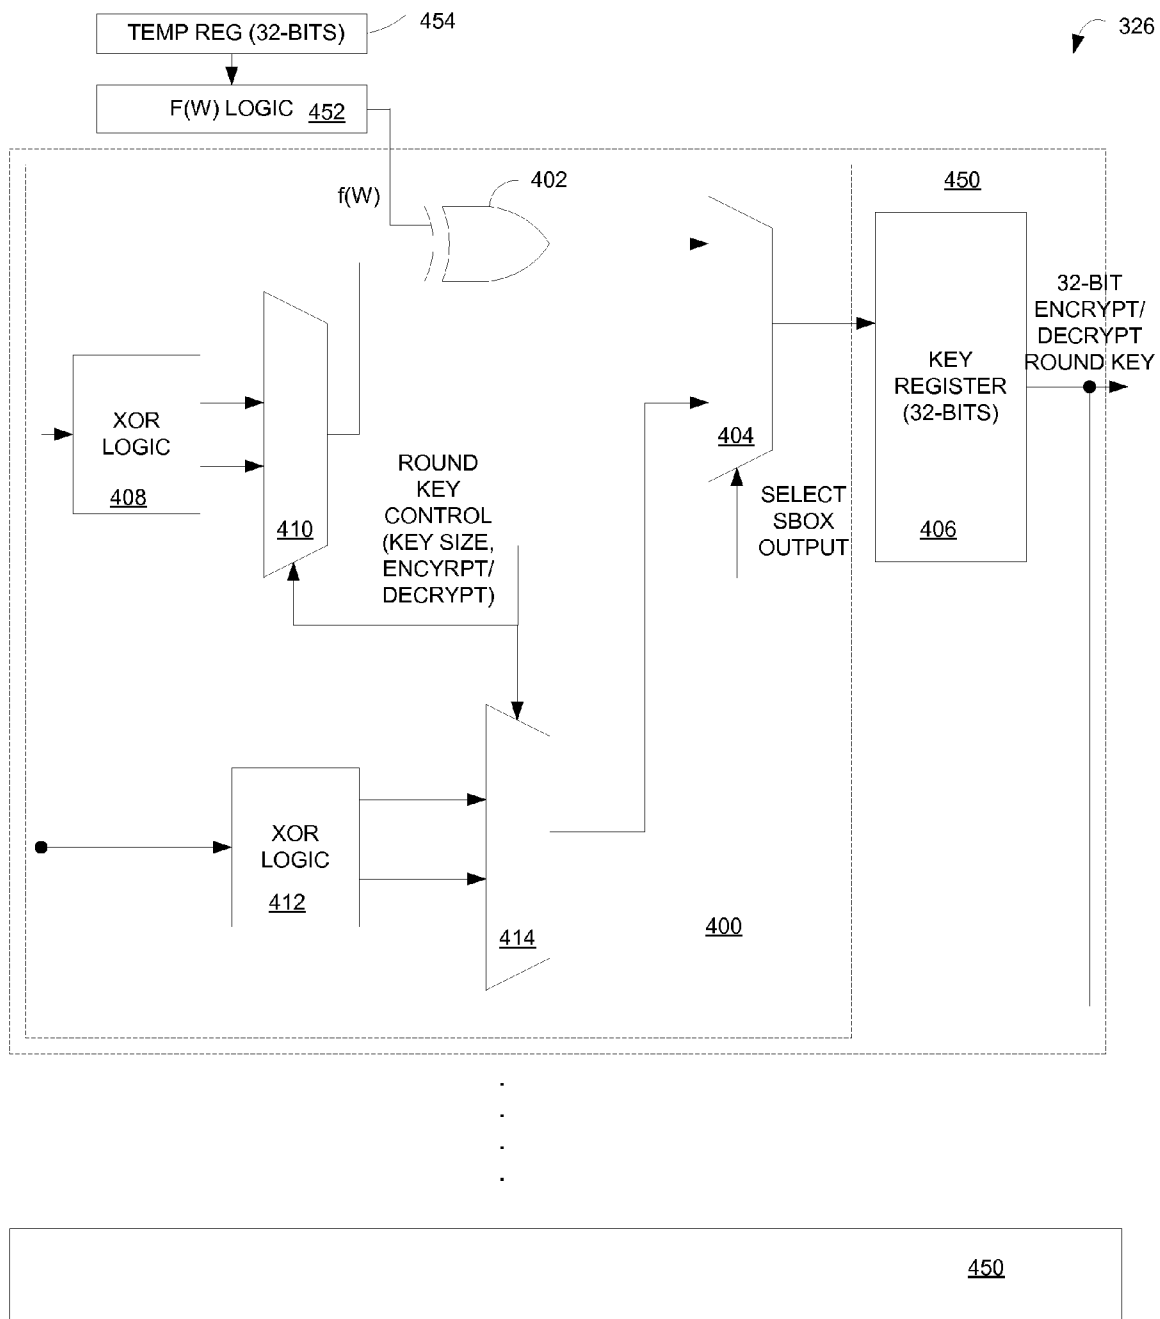 TEMP REG (32-BITS)
454
326
F(W) LOGIC 452
f(W)
402
450
32-BIT
ENCRYPT/
DECRYPT
ROUND KEY
KEY
REGISTER
(32-BITS)
406
XOR
LOGIC
408
410
404
ROUND
KEY
CONTROL
(KEY SIZE,
ENCYRPT/
DECRYPT)
SELECT
SBOX
OUTPUT
XOR
LOGIC
412
414
400
450